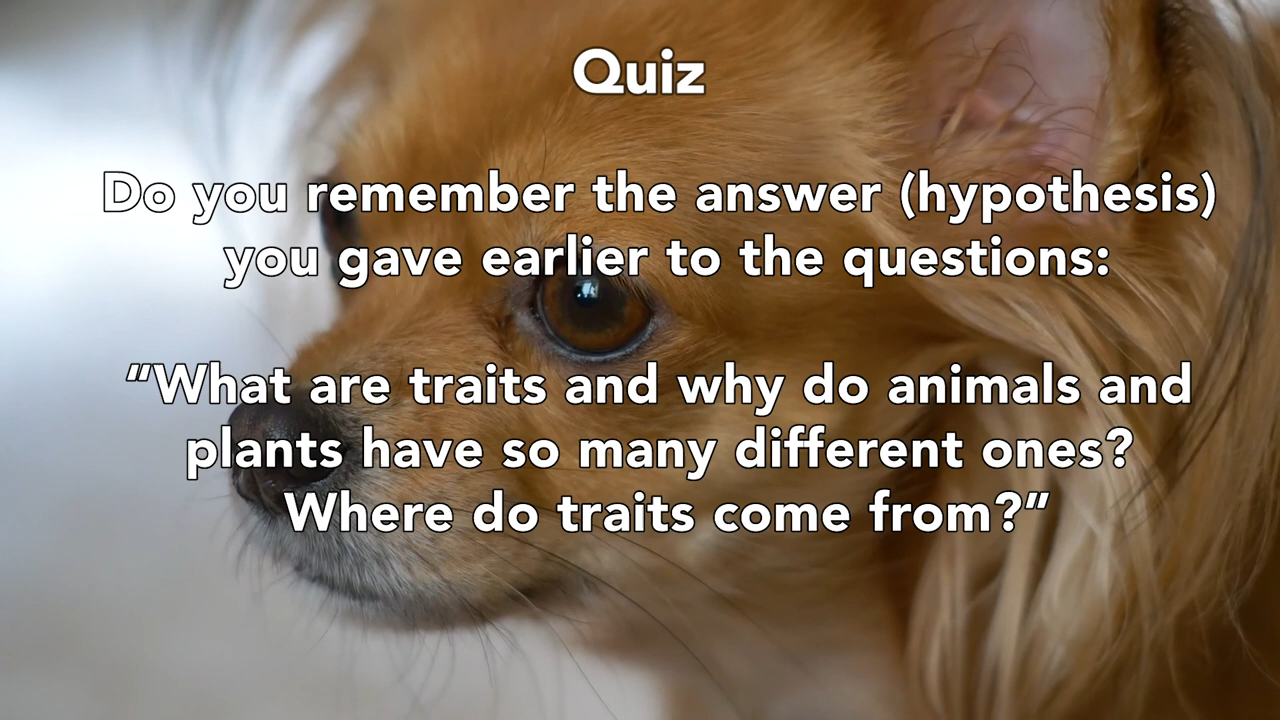 Quiz
Do you remember the answer (hypothesis)
you gave earlier to the questions:
“What are traits and why do animals and
plants have so many different ones?
Where do traits come from?”